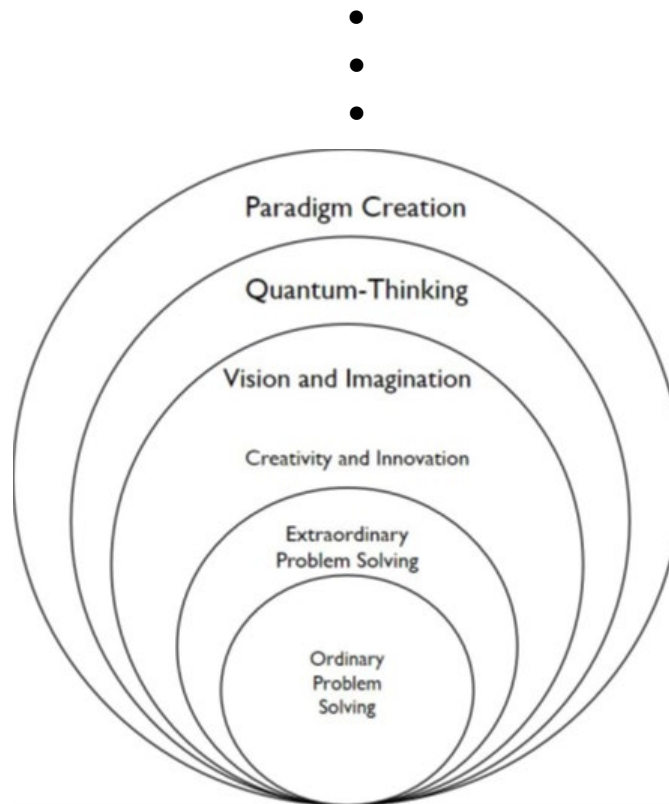 Paradigm Creation
Quantum-Thinking
Vision and Imagination
Creativity and Innovation
Extraordinary
Problem Solving
Ordinary
Problem
Solving